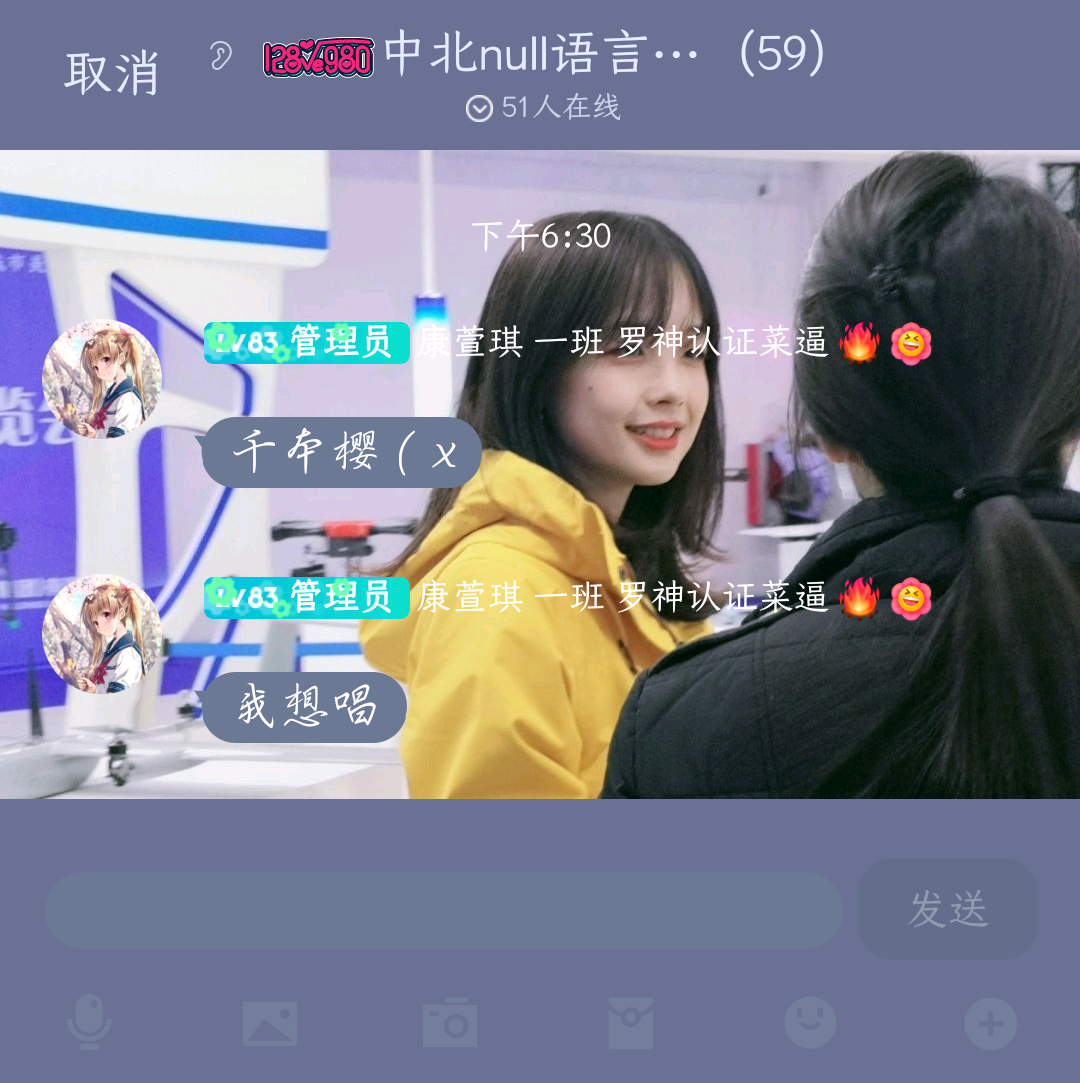 取消
128♥ve980 中北null语言… (59)
51人在线
下午6:30
LV83 管理员 康萱琪 一班 罗神认证菜逼 🔥 😆
千本樱 ( x
LV83 管理员 康萱琪 一班 罗神认证菜逼 🔥 😆
我想唱
发送